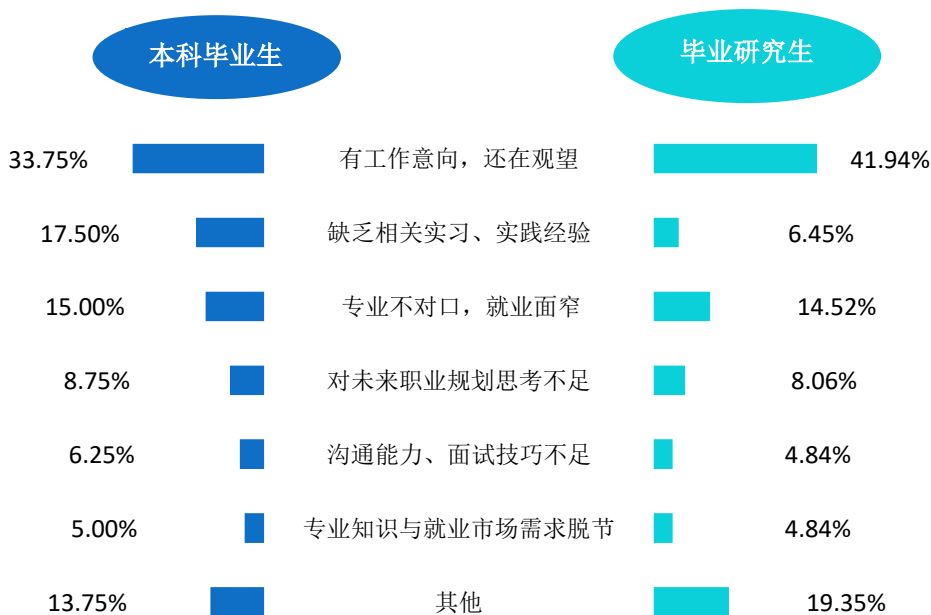 本科毕业生 毕业研究生
33.75% 有工作意向，还在观望 41.94%
17.50% 缺乏相关实习、实践经验 6.45%
15.00% 专业不对口，就业面窄 14.52%
8.75% 对未来职业规划思考不足 8.06%
6.25% 沟通能力、面试技巧不足 4.84%
5.00% 专业知识与就业市场需求脱节 4.84%
13.75% 其他 19.35%